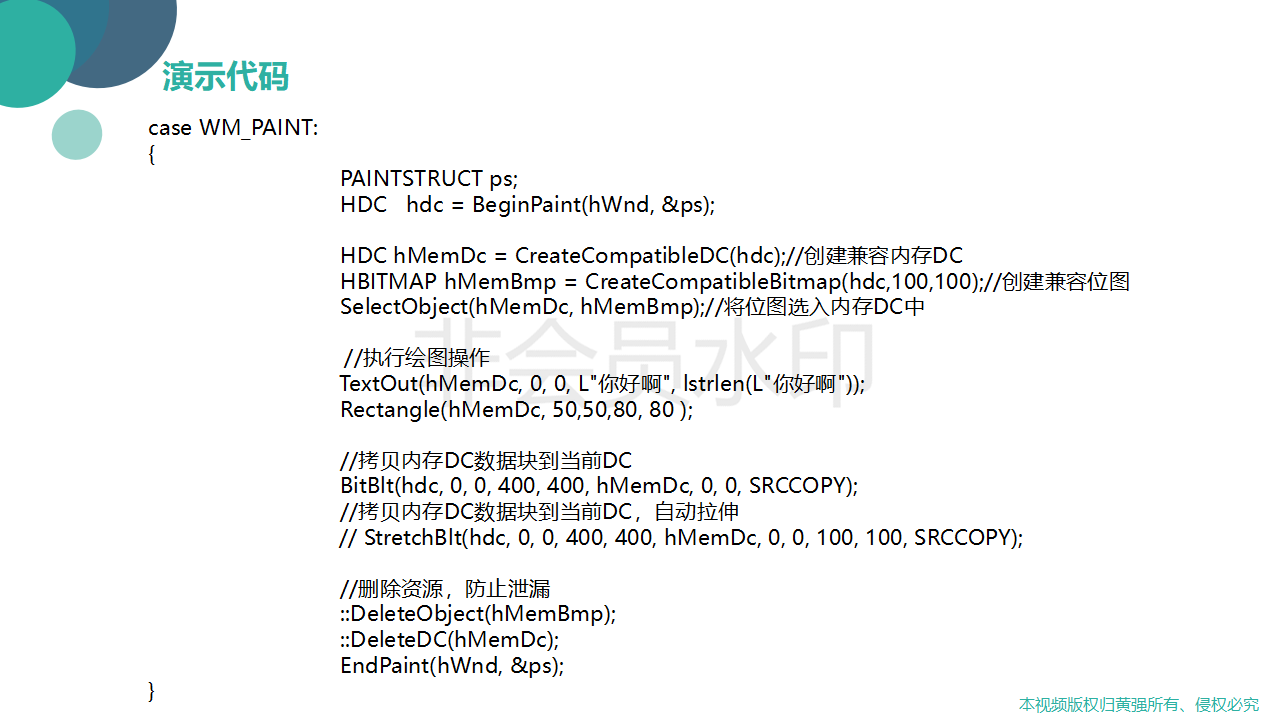 演示代码
case WM_PAINT:
{
PAINTSTRUCT ps;
HDC   hdc = BeginPaint(hWnd, &ps);
HDC hMemDc = CreateCompatibleDC(hdc);//创建兼容内存DC
HBITMAP hMemBmp = CreateCompatibleBitmap(hdc,100,100);//创建兼容位图
SelectObject(hMemDc, hMemBmp);//将位图选入内存DC中
非会员水印
//执行绘图操作
TextOut(hMemDc, 0, 0, L"你好啊", lstrlen(L"你好啊"));
Rectangle(hMemDc, 50,50,80, 80 );
//拷贝内存DC数据块到当前DC
BitBlt(hdc, 0, 0, 400, 400, hMemDc, 0, 0, SRCCOPY);
//拷贝内存DC数据块到当前DC，自动拉伸
// StretchBlt(hdc, 0, 0, 400, 400, hMemDc, 0, 0, 100, 100, SRCCOPY);
//删除资源，防止泄漏
::DeleteObject(hMemBmp);
::DeleteDC(hMemDc);
EndPaint(hWnd, &ps);
}
本视频版权归黄强所有、侵权必究